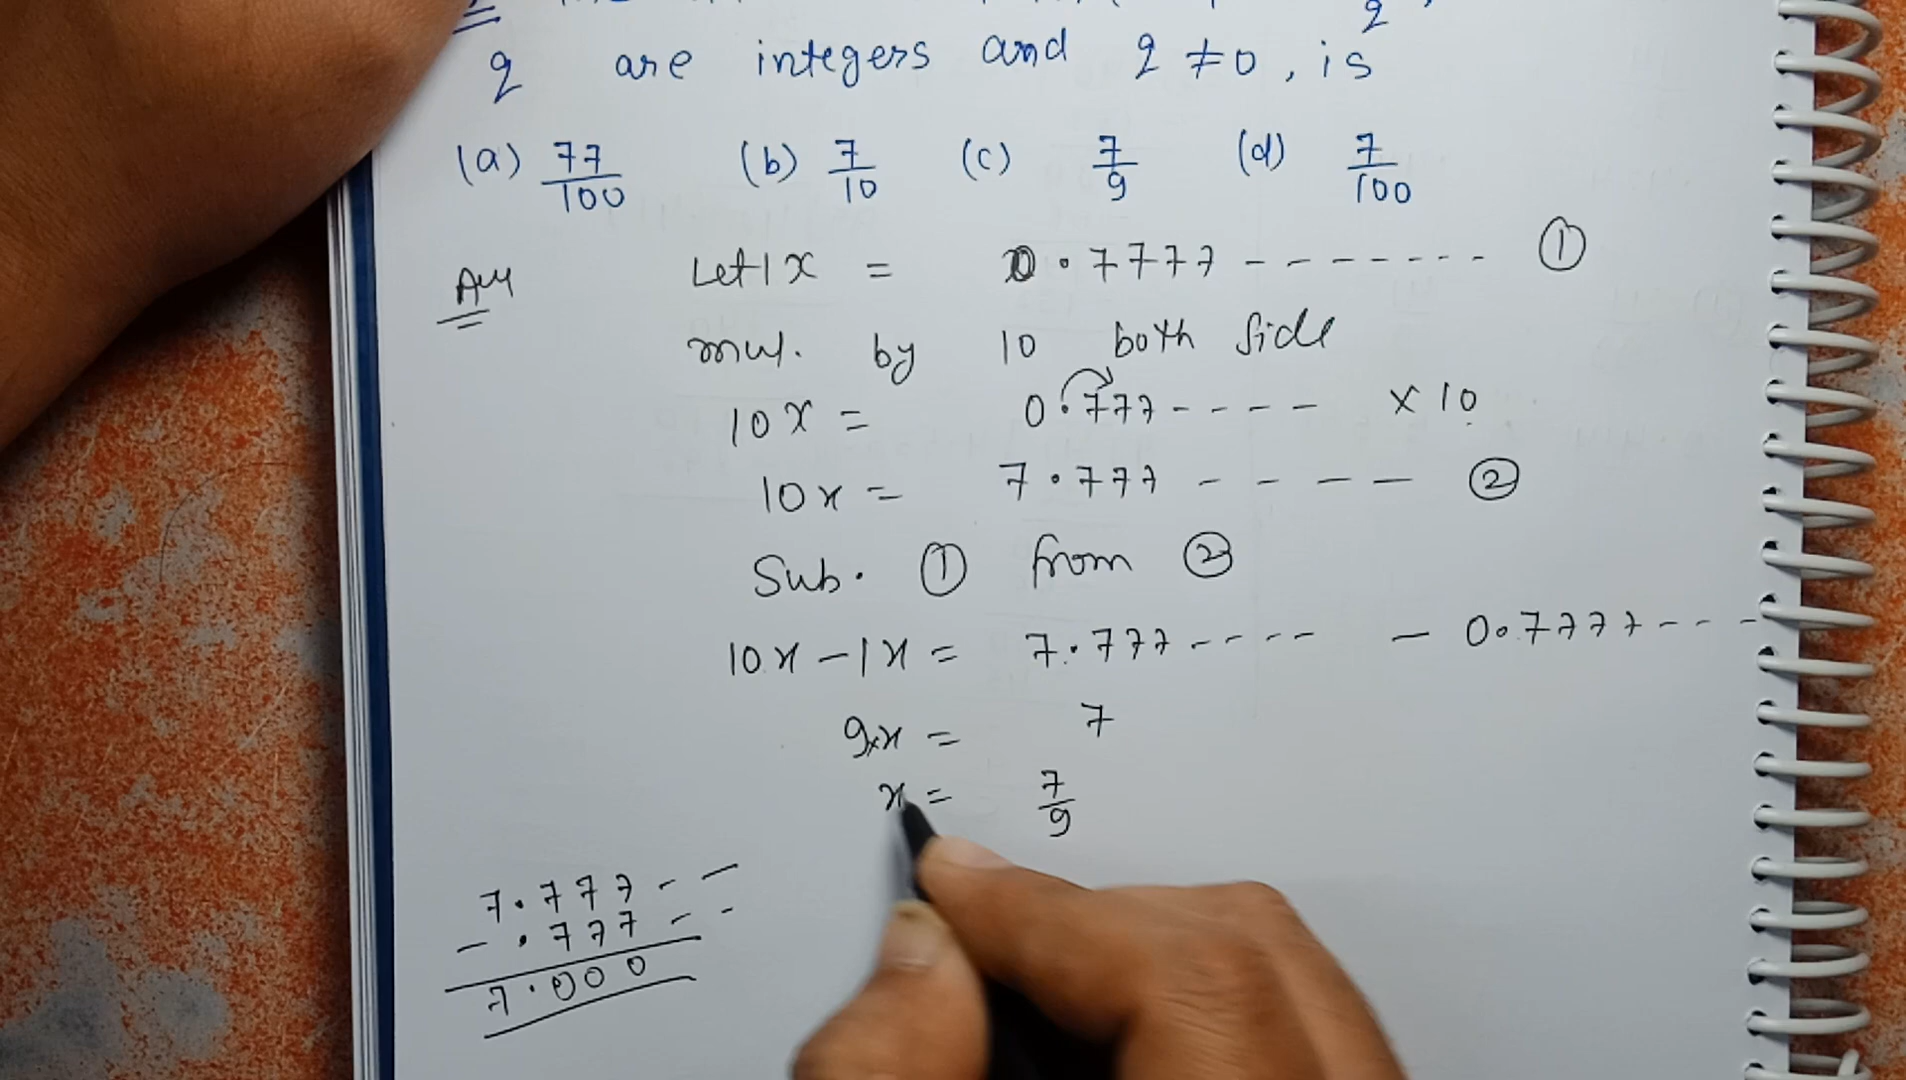 q are integers and q ≠ 0, is
(a) 77/100 (b) 7/10 (c) 7/9 (d) 7/100
Let 1x = 0.7777 - - - - - - - ①
mul. by 10 both side
10x = 0.777 - - - - × 10
10x = 7.777 - - - - ②
Sub. ① from ②
10x - 1x = 7.777 - - - - - 0.7777 - - -
9x = 7
x = 7/9
7.777 - -
- .777 - -
7.000